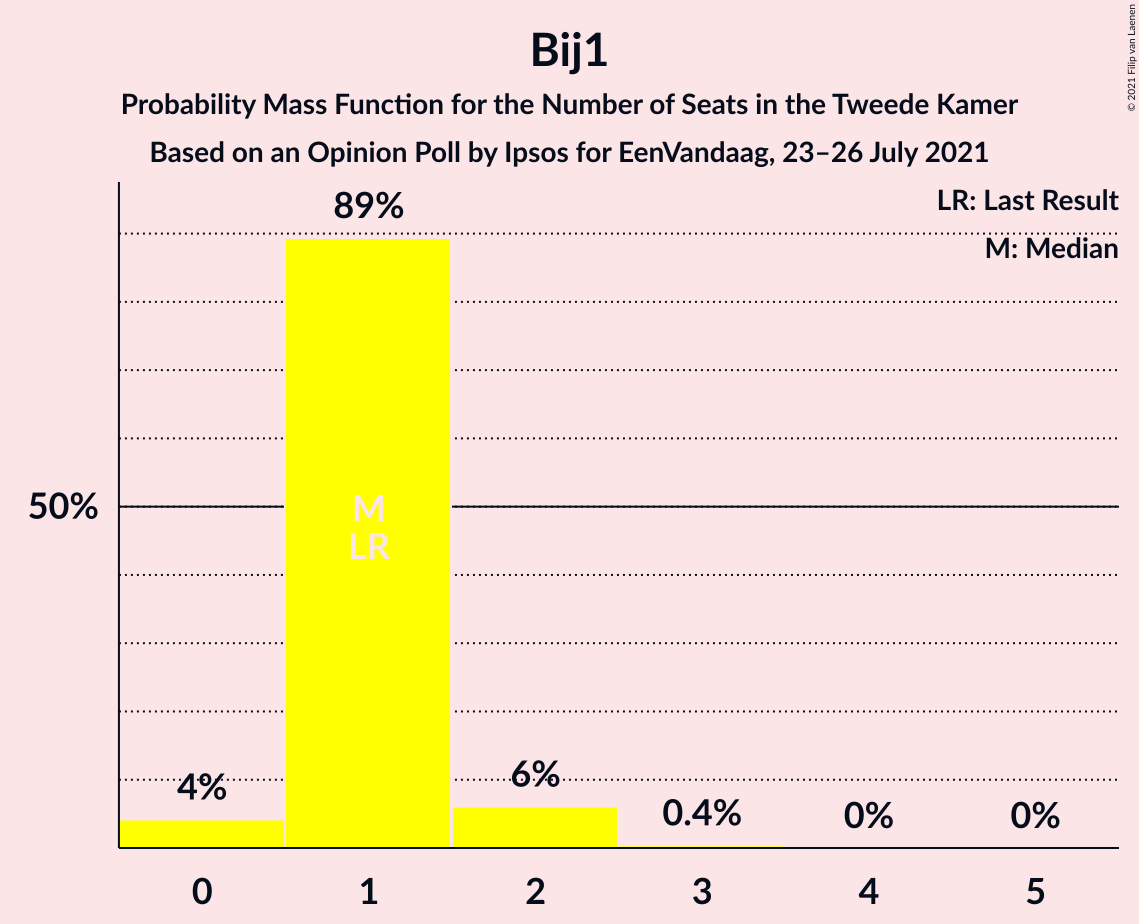 Bij1
Probability Mass Function for the Number of Seats in the Tweede Kamer
Based on an Opinion Poll by Ipsos for EenVandaag, 23–26 July 2021
© 2021 Filip van Laenen
LR: Last Result
M: Median
89%
50%
M
LR
4%
6%
0.4%
0%
0%
0
1
2
3
4
5